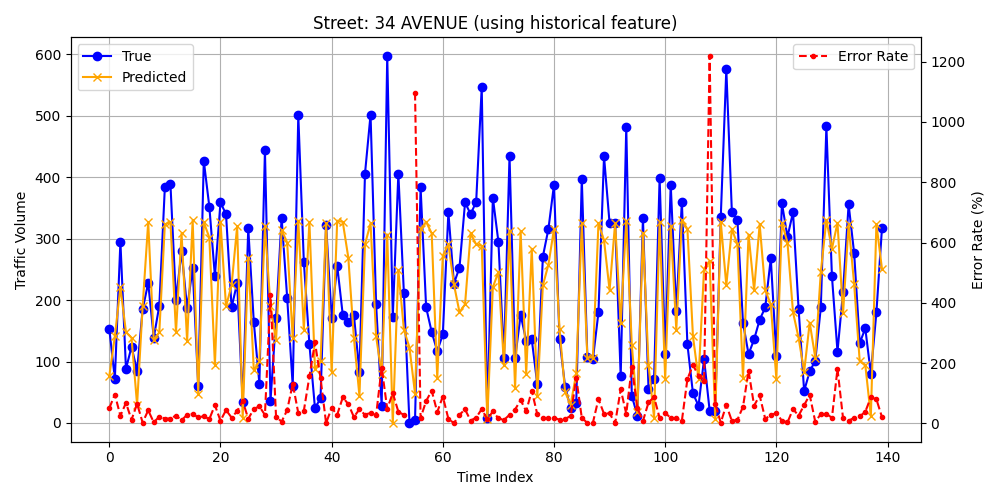 Street: 34 AVENUE (using historical feature)
True
Predicted
Error Rate
Traffic Volume
600
500
400
300
200
100
0
1200
1000
800
600
400
200
0
Error Rate (%)
0 20 40 60 80 100 120 140
Time Index